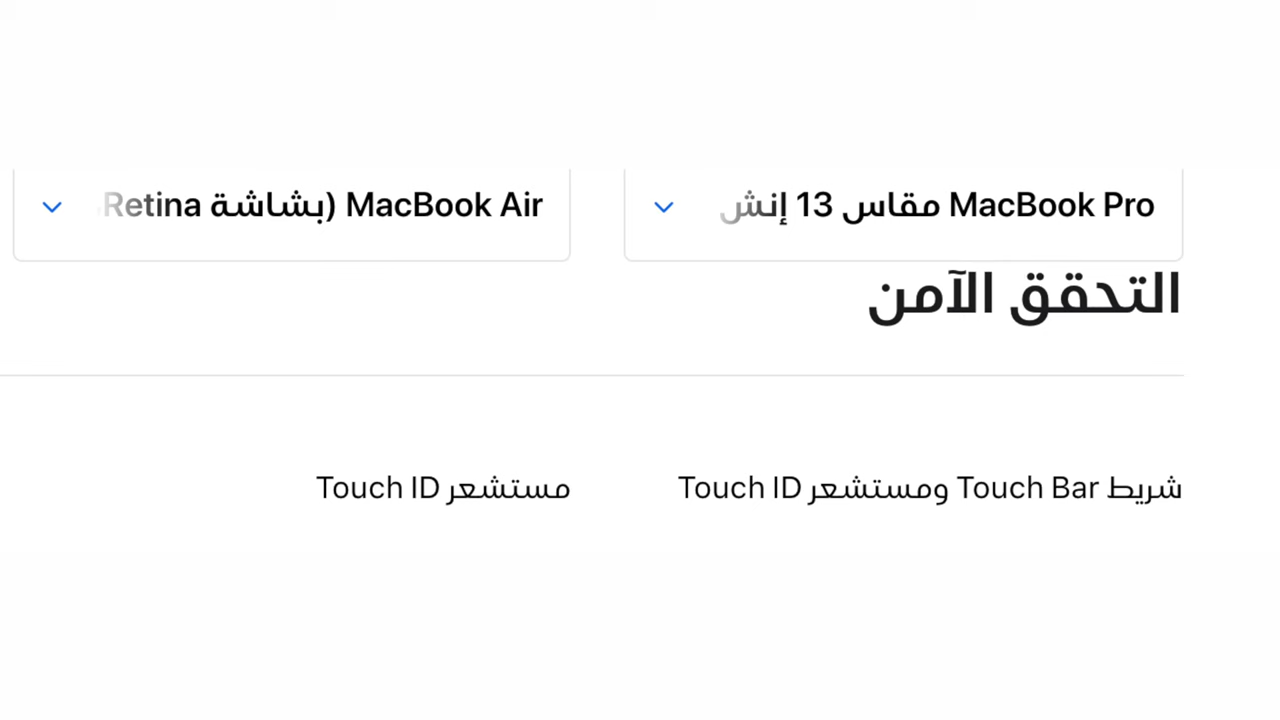 MacBook Pro مقاس 13 إنش
MacBook Air (بشاشة Retina
التحقق الآمن
شريط Touch Bar ومستشعر Touch ID
مستشعر Touch ID